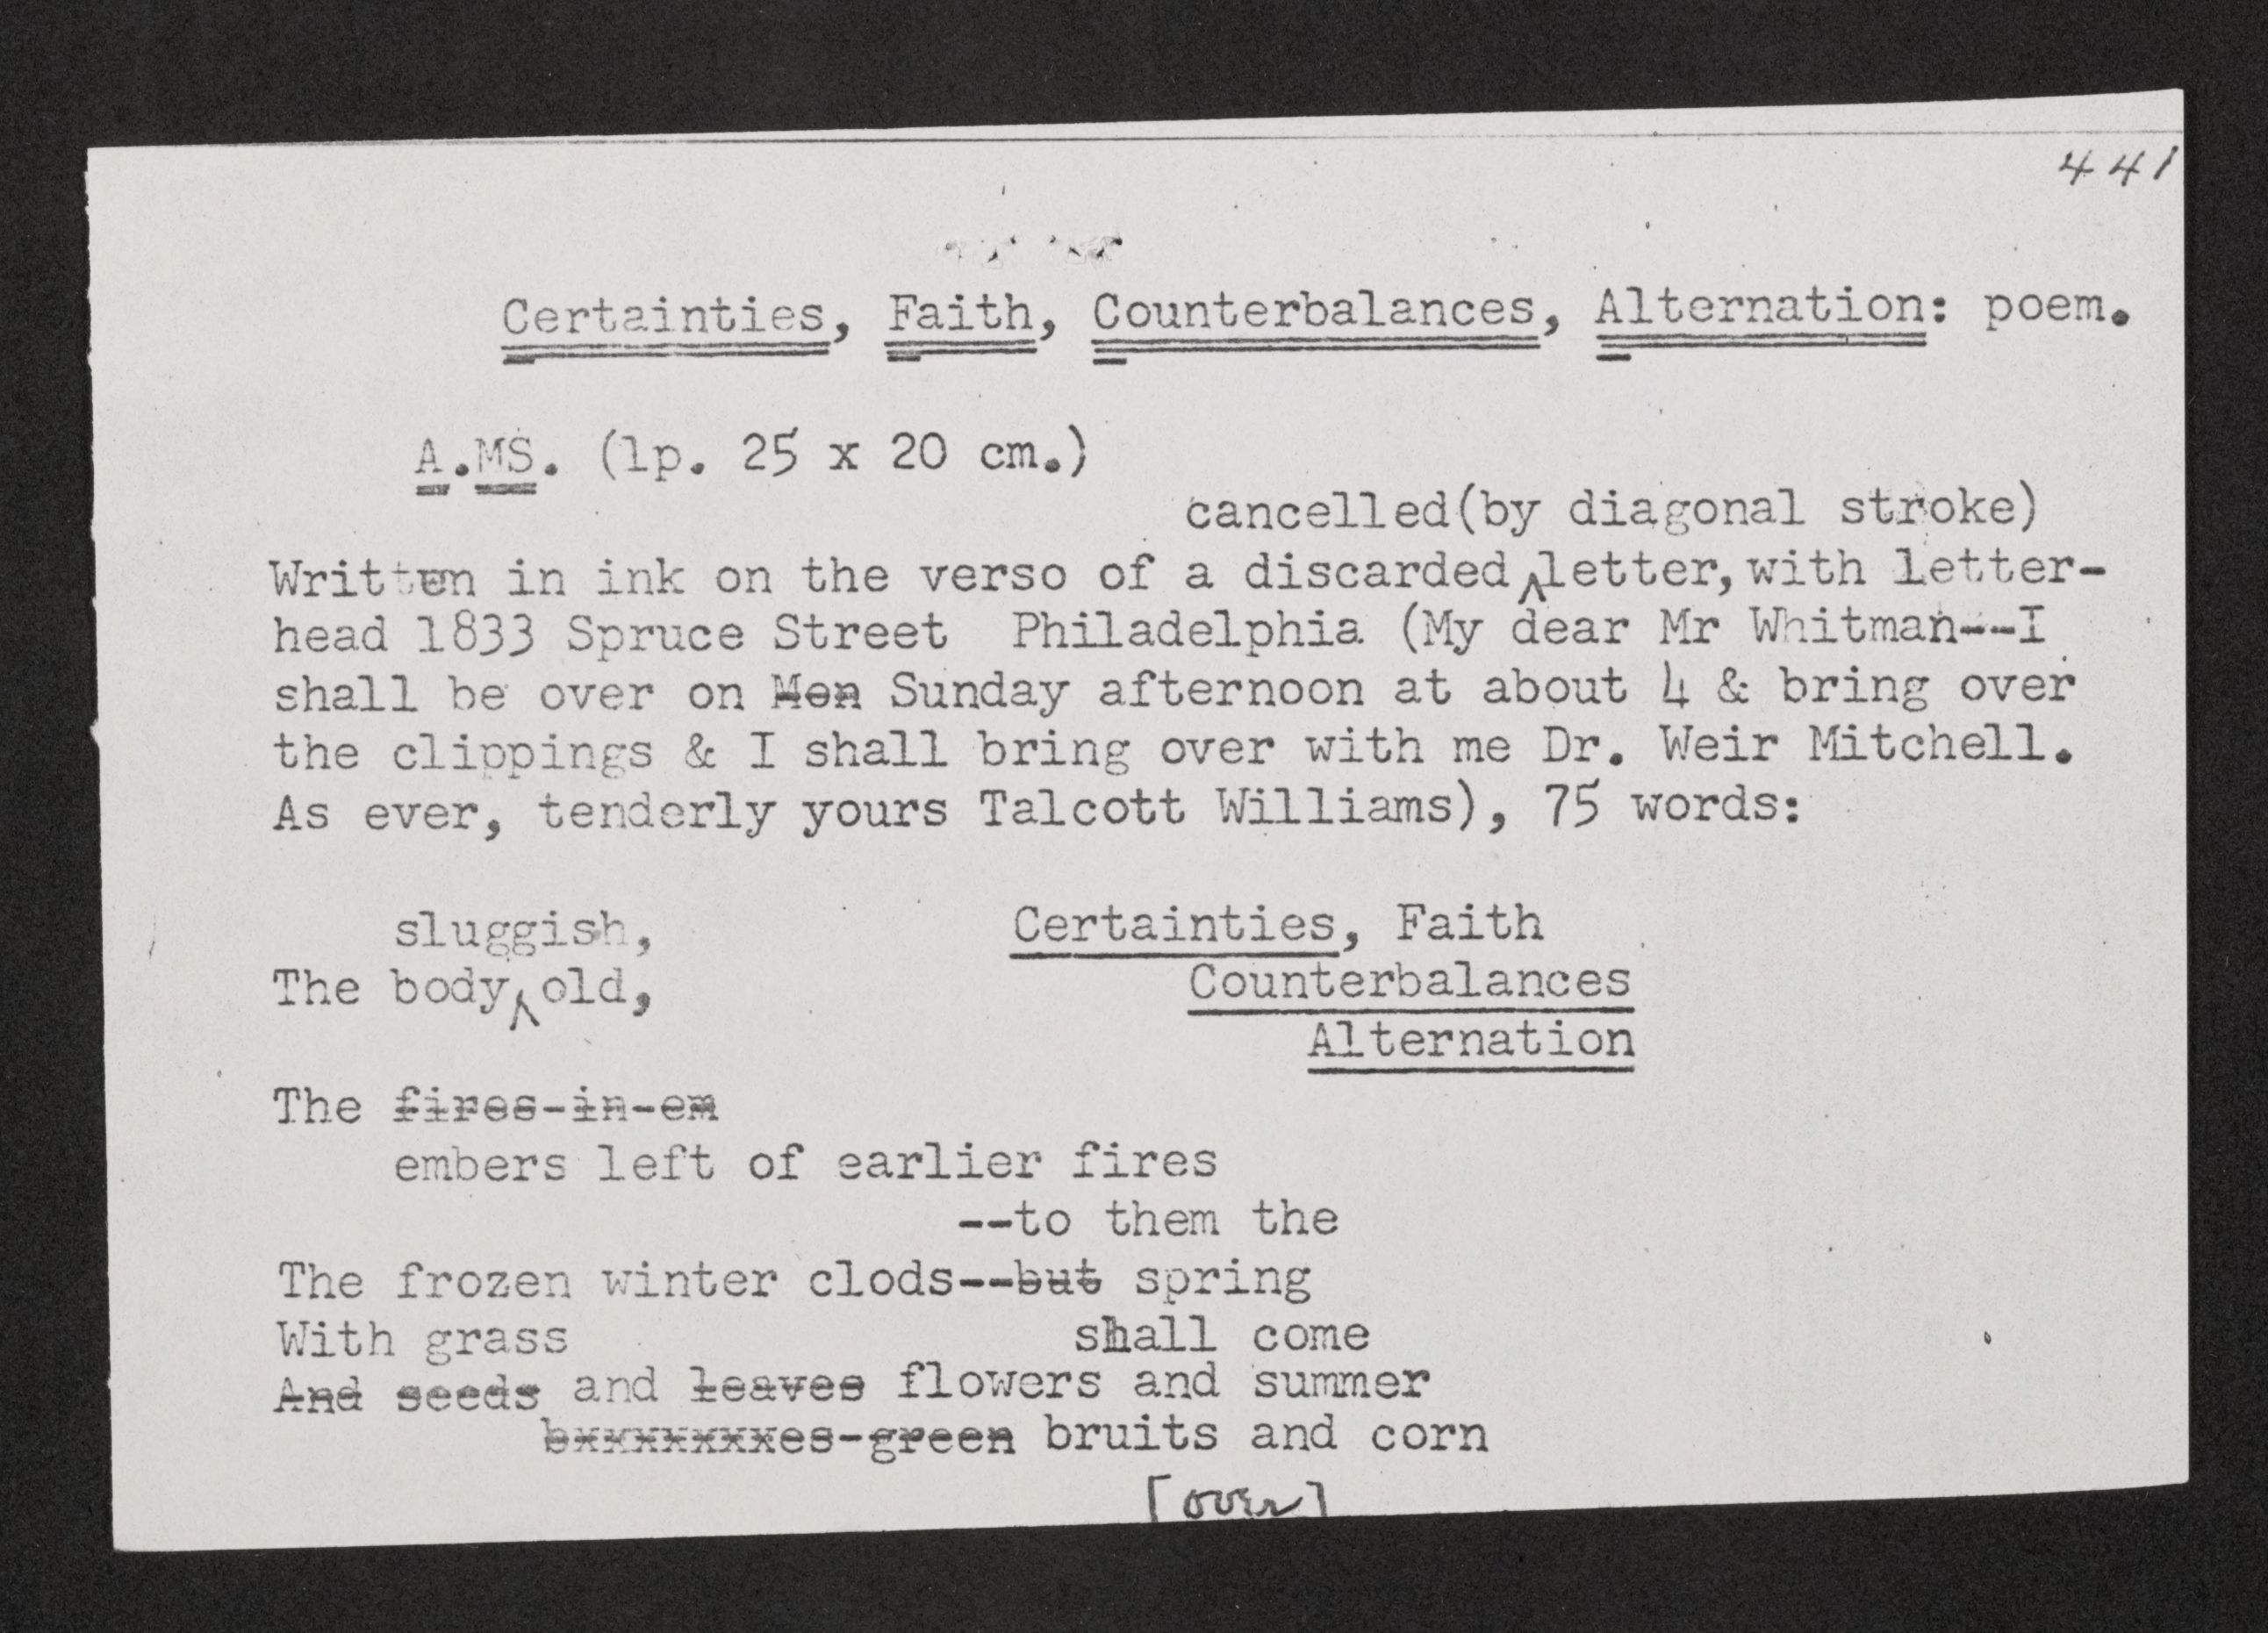 441
Certainties, Faith, Counterbalances, Alternation: poem.
A.MS. (1p. 25 x 20 cm.)
cancelled(by diagonal stroke)
Written in ink on the verso of a discarded‸letter, with letter-
head 1833 Spruce Street Philadelphia (My dear Mr Whitman--I
shall be over on Mon Sunday afternoon at about 4 & bring over
the clippings & I shall bring over with me Dr. Weir Mitchell.
As ever, tenderly yours Talcott Williams), 75 words:
sluggish, Certainties, Faith
The body‸old, Counterbalances
Alternation
The fires-in-em
embers left of earlier fires
--to them the
The frozen winter clods--but spring
With grass shall come
And seeds and leaves flowers and summer
bxxxxxxxxes-green bruits and corn
[over]